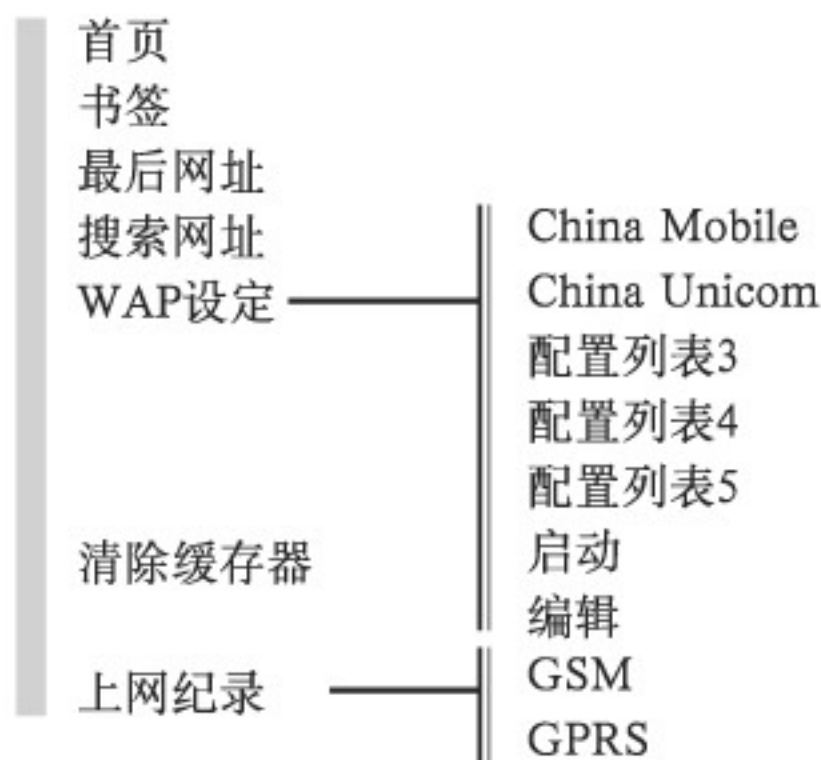 首页
书签
最后网址
搜索网址
WAP设定
China Mobile
China Unicom
配置列表3
配置列表4
配置列表5
启动
编辑
清除缓存器
上网纪录
GSM
GPRS